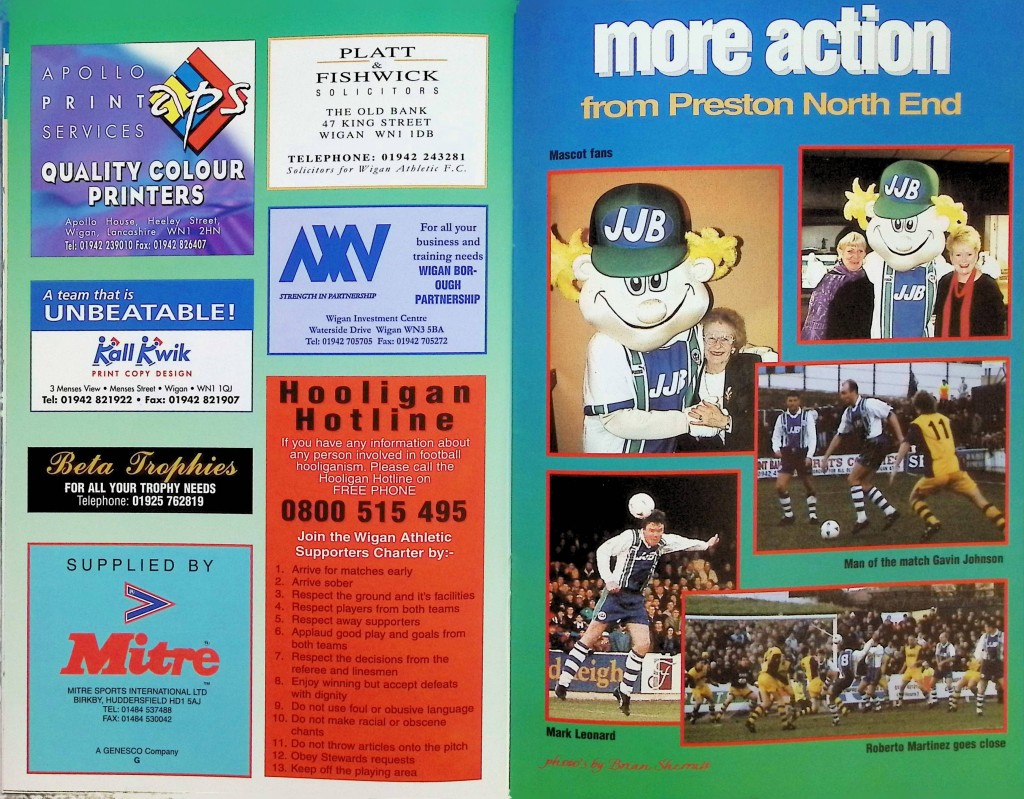 APOLLO
PRINT
SERVICES
aps
QUALITY COLOUR
PRINTERS
Apollo House, Heeley Street,
Wigan, Lancashire. WN1 2HN
Tel: 01942 239010 Fax: 01942 826407
A team that is
UNBEATABLE!
Kall Kwik
PRINT COPY DESIGN
3 Menses View • Menses Street • Wigan • WN1 1QJ
Tel: 01942 821922 • Fax: 01942 821907
Beta Trophies
FOR ALL YOUR TROPHY NEEDS
Telephone: 01925 762819
SUPPLIED BY
Mitre™
MITRE SPORTS INTERNATIONAL LTD
BIRKBY, HUDDERSFIELD HD1 5AJ
TEL: 01484 537488
FAX: 01484 530042
A GENESCO Company
G
PLATT
&
FISHWICK
SOLICITORS
THE OLD BANK
47 KING STREET
WIGAN WN1 1DB
TELEPHONE: 01942 243281
Solicitors for Wigan Athletic F.C.
STRENGTH IN PARTNERSHIP
For all your
business and
training needs
WIGAN BOR-
OUGH
PARTNERSHIP
Wigan Investment Centre
Waterside Drive Wigan WN3 5BA
Tel: 01942 705705 Fax: 01942 705272
Hooligan
Hotline
If you have any information about
any person involved in football
hooliganism. Please call the
Hooligan Hotline on
FREE PHONE
0800 515 495
Join the Wigan Athletic
Supporters Charter by:-
1. Arrive for matches early
2. Arrive sober
3. Respect the ground and it's facilities
4. Respect players from both teams
5. Respect away supporters
6. Applaud good play and goals from
both teams
7. Respect the decisions from the
referee and linesmen
8. Enjoy winning but accept defeats
with dignity
9. Do not use foul or obusive language
10. Do not make racial or obscene
chants
11. Do not throw articles onto the pitch
12. Obey Stewards requests
13. Keep off the playing area
more action
from Preston North End
Mascot fans
JJB
JJB
JJB
JJB
JJB
JJB
11
SI
Man of the match Gavin Johnson
JJB
leigh
8
Mark Leonard
Roberto Martinez goes close
photo's by Brian Sherratt